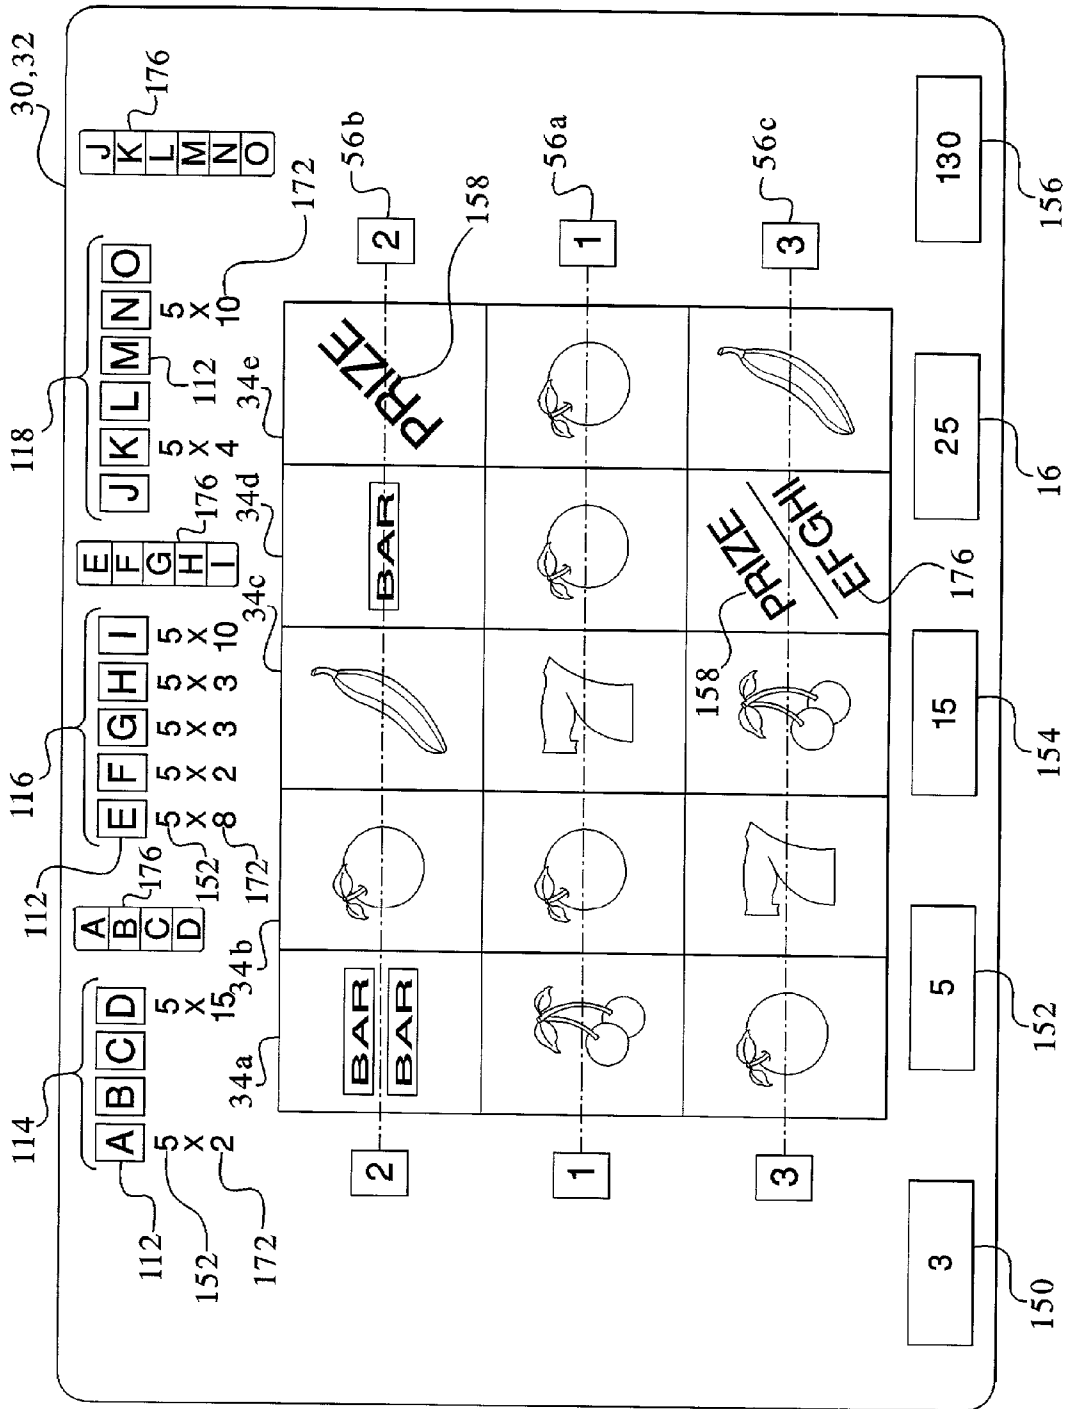 114 116 118 30,32
112 176 176 176
A B C D
A
B
C
D
E F G H I
E
F
G
H
I
J K L M N O
J
K
L
M
N
O
5 X 2
5 X 15
5 X 8
5 X 2
5 X 3
5 X 3
5 X 10
5 X 4
5 X 10
112 152 172 152 172 112 172
34a 34b 34c 34d 34e
2 BAR BAR BAR PRIZE 2 56b
158
1 1 56a
3 158 PRIZE EFGHI 3 56c
176
3 5 15 25 130
150 152 154 16 156